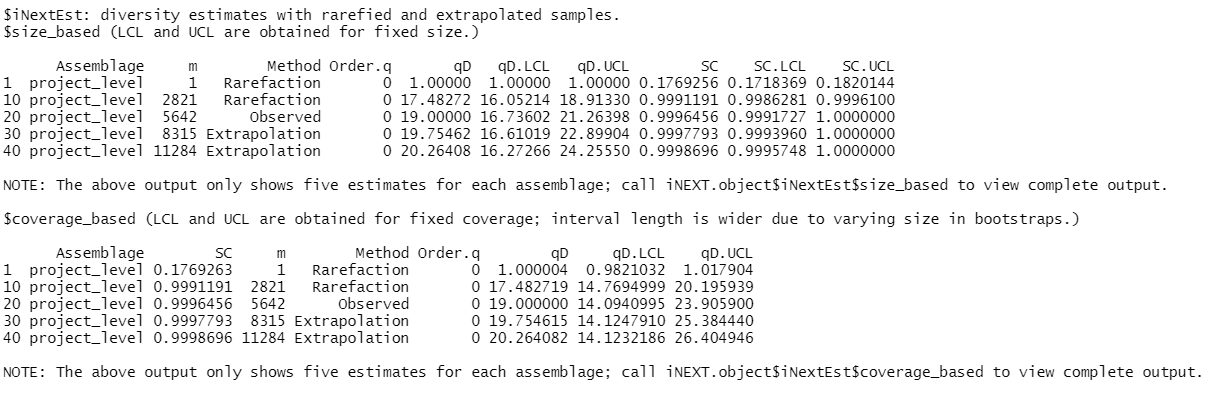 $iNextEst: diversity estimates with rarefied and extrapolated samples.
$size_based (LCL and UCL are obtained for fixed size.)
Assemblage m Method Order.q qD qD.LCL qD.UCL SC SC.LCL SC.UCL
1 project_level 1 Rarefaction 0 1.00000 1.00000 1.00000 0.1769256 0.1718369 0.1820144
10 project_level 2821 Rarefaction 0 17.48272 16.05214 18.91330 0.9991191 0.9986281 0.9996100
20 project_level 5642 Observed 0 19.00000 16.73602 21.26398 0.9996456 0.9991727 1.0000000
30 project_level 8315 Extrapolation 0 19.75462 16.61019 22.89904 0.9997793 0.9993960 1.0000000
40 project_level 11284 Extrapolation 0 20.26408 16.27266 24.25550 0.9998696 0.9995748 1.0000000
NOTE: The above output only shows five estimates for each assemblage; call iNEXT.object$iNextEst$size_based to view complete output.
$coverage_based (LCL and UCL are obtained for fixed coverage; interval length is wider due to varying size in bootstraps.)
Assemblage SC m Method Order.q qD qD.LCL qD.UCL
1 project_level 0.1769263 1 Rarefaction 0 1.000004 0.9821032 1.017904
10 project_level 0.9991191 2821 Rarefaction 0 17.482719 14.7694999 20.195939
20 project_level 0.9996456 5642 Observed 0 19.000000 14.0940995 23.905900
30 project_level 0.9997793 8315 Extrapolation 0 19.754615 14.1247910 25.384440
40 project_level 0.9998696 11284 Extrapolation 0 20.264082 14.1232186 26.404946
NOTE: The above output only shows five estimates for each assemblage; call iNEXT.object$iNextEst$coverage_based to view complete output.